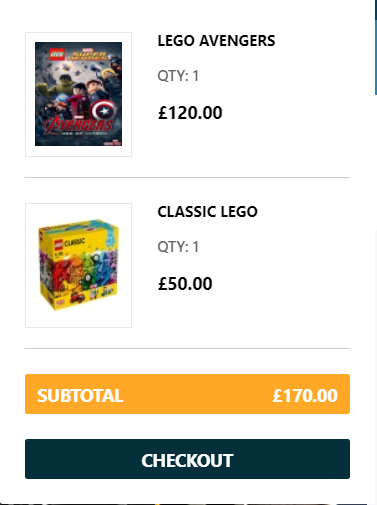 LEGO AVENGERS
QTY: 1
£120.00
LEGO
MARVEL
SUPER HEROES
AVENGERS
CLASSIC LEGO
QTY: 1
£50.00
LEGO
CLASSIC
SUBTOTAL £170.00
CHECKOUT